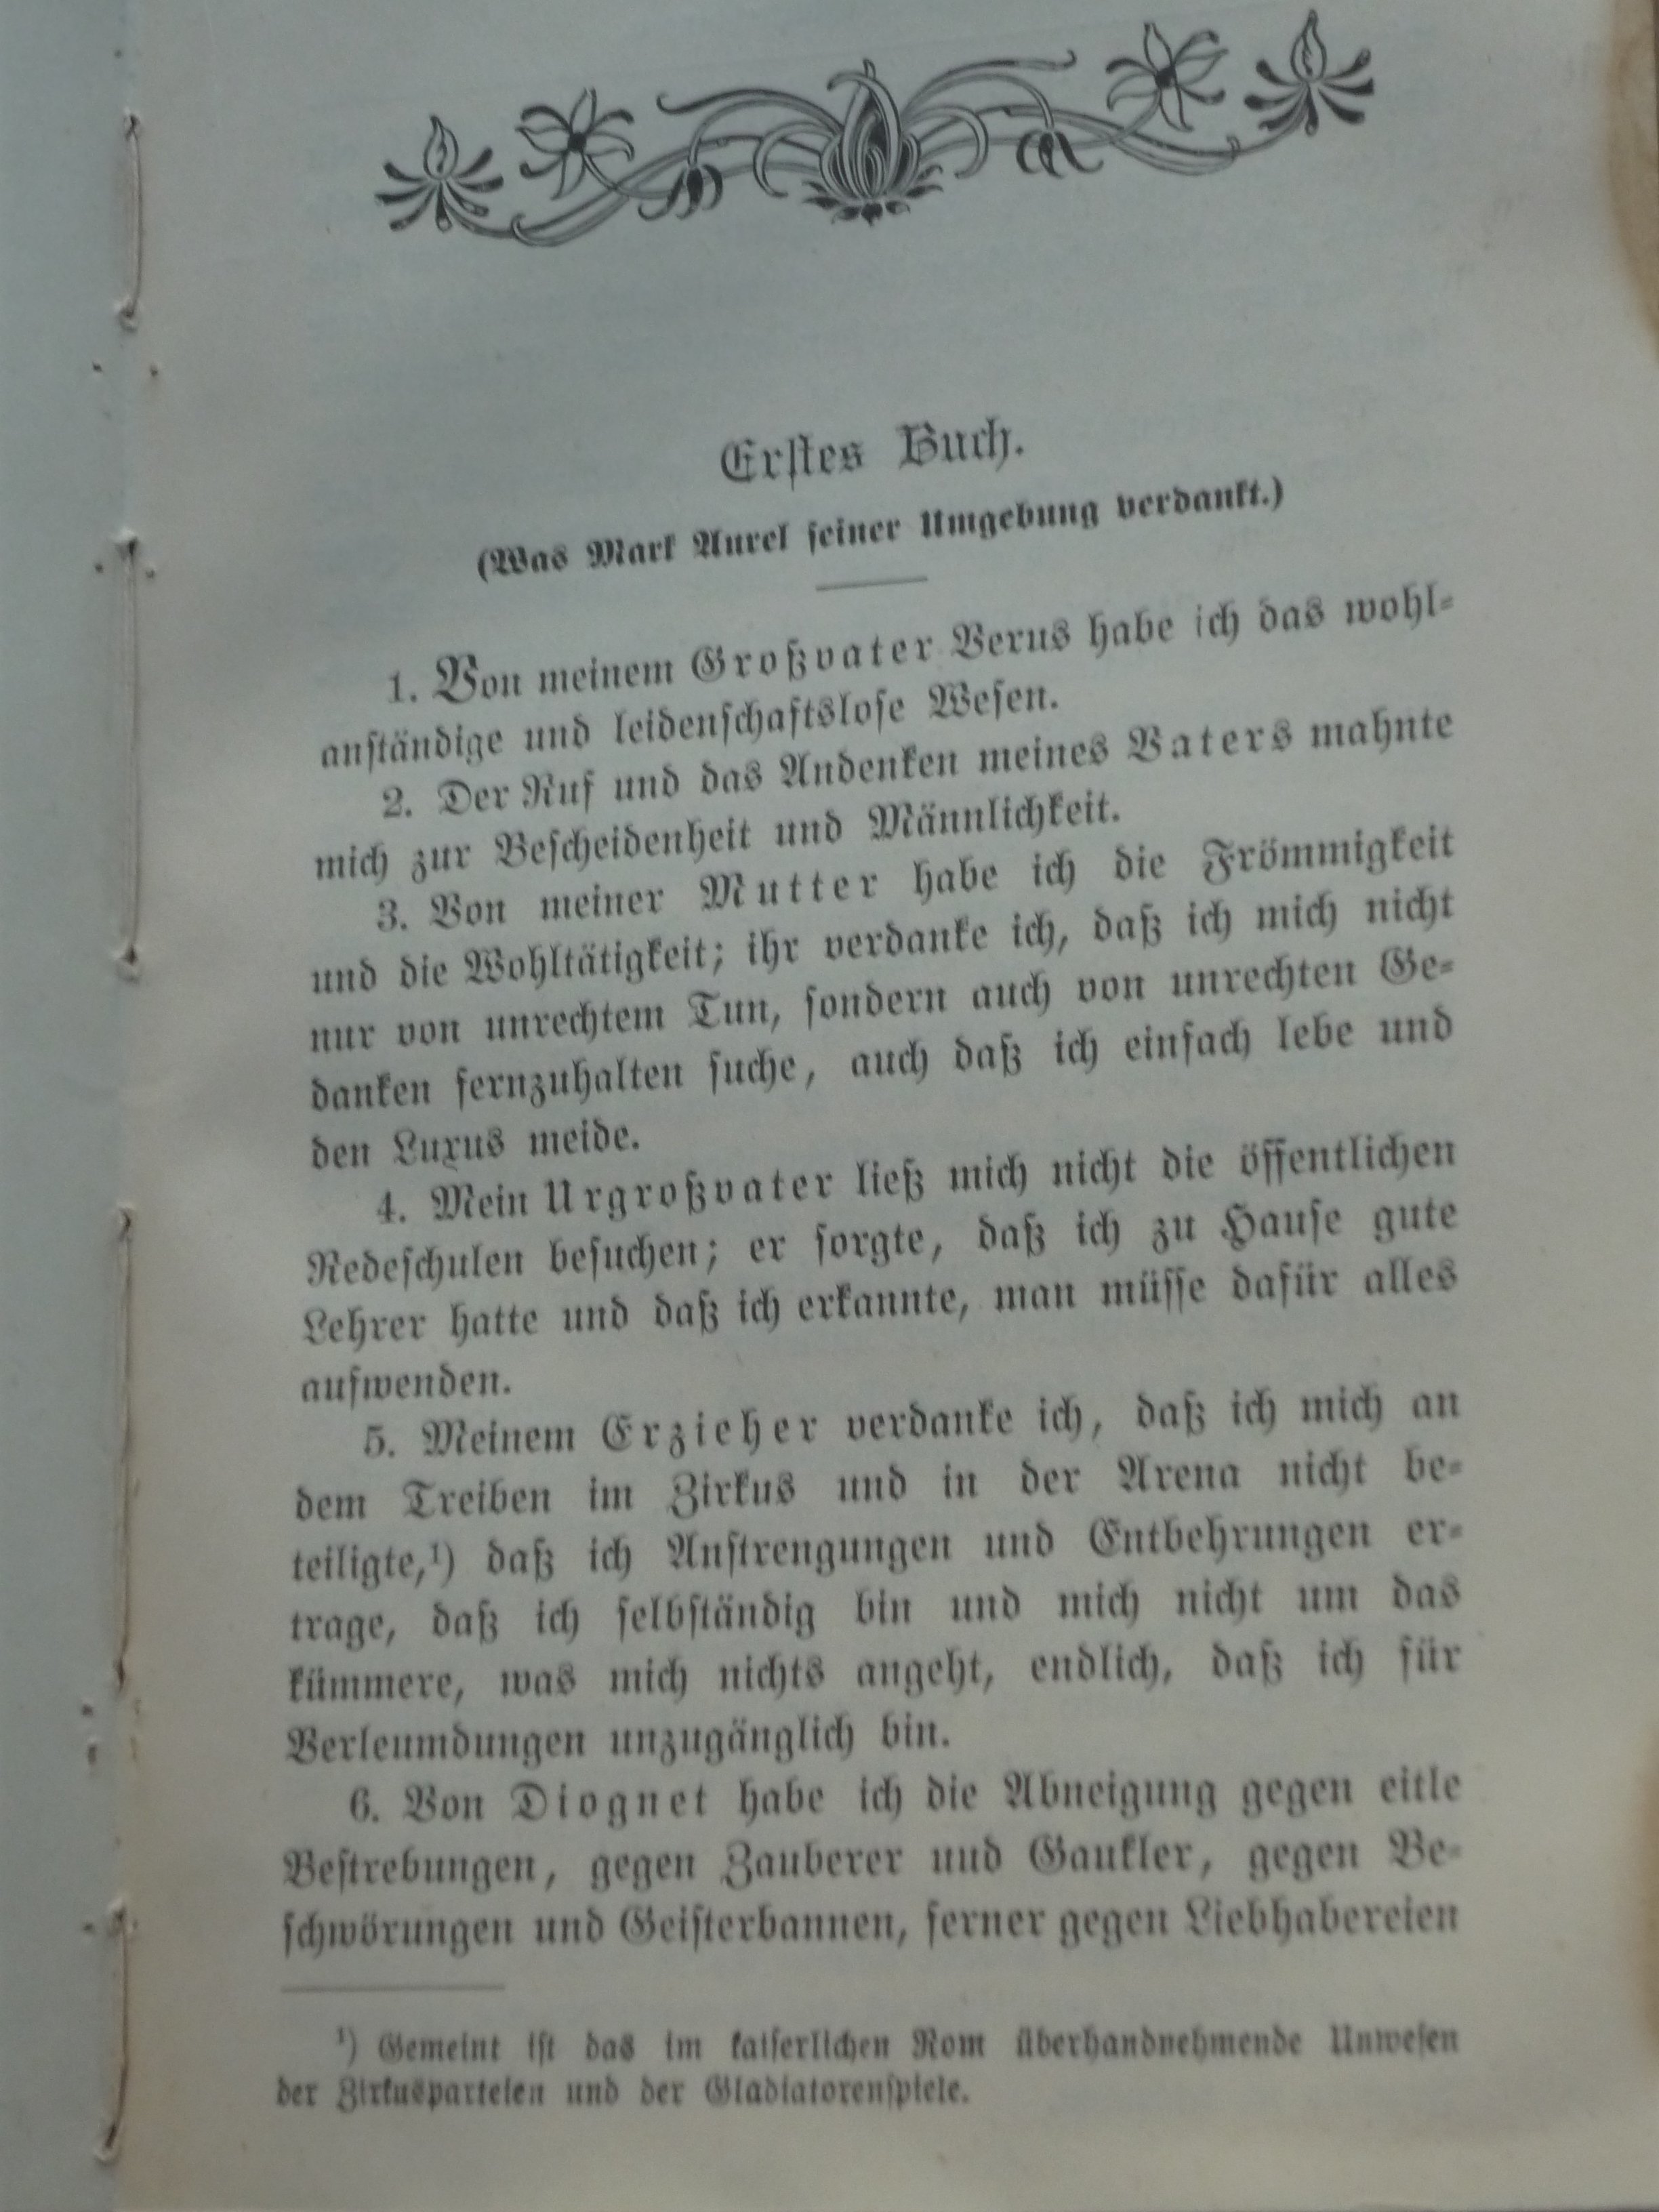 Erstes Buch.
(Was Mark Aurel seiner Umgebung verdankt.)
1. Von meinem Großvater Verus habe ich das wohl-
anständige und leidenschaftslose Wesen.
2. Der Ruf und das Andenken meines Vaters mahnte
mich zur Bescheidenheit und Männlichkeit.
3. Von meiner Mutter habe ich die Frömmigkeit
und die Wohltätigkeit; ihr verdanke ich, daß ich mich nicht
nur von unrechtem Tun, sondern auch von unrechten Ge-
danken fernzuhalten suche, auch daß ich einfach lebe und
den Luxus meide.
4. Mein Urgroßvater ließ mich nicht die öffentlichen
Redeschulen besuchen; er sorgte, daß ich zu Hause gute
Lehrer hatte und daß ich erkannte, man müsse dafür alles
aufwenden.
5. Meinem Erzieher verdanke ich, daß ich mich an
dem Treiben im Zirkus und in der Arena nicht be-
teiligte,¹) daß ich Anstrengungen und Entbehrungen er-
trage, daß ich selbständig bin und mich nicht um das
kümmere, was mich nichts angeht, endlich, daß ich für
Verleumdungen unzugänglich bin.
6. Von Diognet habe ich die Abneigung gegen eitle
Bestrebungen, gegen Zauberer und Gaukler, gegen Be-
schwörungen und Geisterbannen, ferner gegen Liebhabereien
¹) Gemeint ist das im kaiserlichen Rom überhandnehmende Unwesen
der Zirkusparteien und der Gladiatorenspiele.